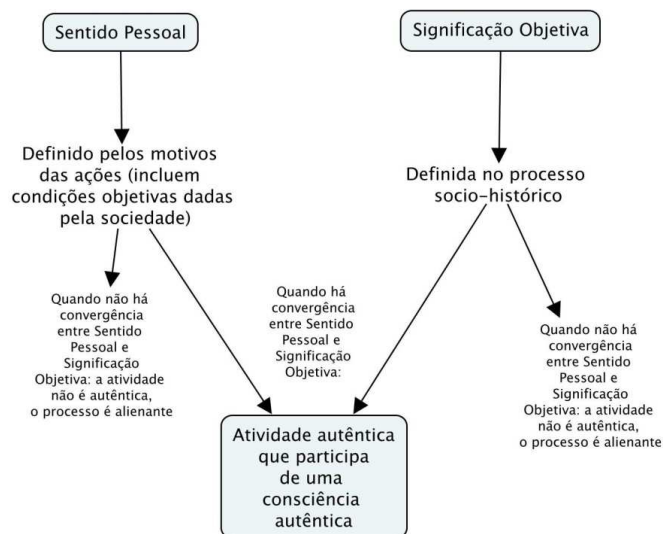 Sentido Pessoal
Significação Objetiva
Definido pelos motivos
das ações (incluem
condições objetivas dadas
pela sociedade)
Definida no processo
socio-histórico
Quando não há
convergência
entre Sentido
Pessoal e
Significação
Objetiva: a atividade
não é autêntica,
o processo é alienante
Quando há
convergência
entre Sentido
Pessoal e
Significação
Objetiva:
Quando não há
convergência
entre Sentido
Pessoal e
Significação
Objetiva: a atividade
não é autêntica,
o processo é alienante
Atividade autêntica
que participa
de uma
consciência
autêntica